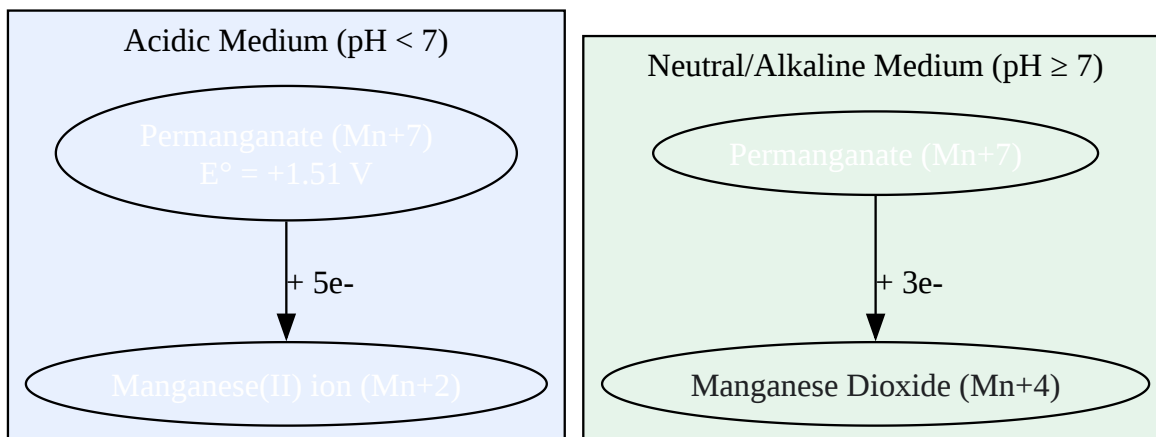 Acidic Medium (pH < 7)
Permanganate (Mn+7)
E° = +1.51 V
+ 5e-
Manganese(II) ion (Mn+2)
Neutral/Alkaline Medium (pH ≥ 7)
Permanganate (Mn+7)
+ 3e-
Manganese Dioxide (Mn+4)